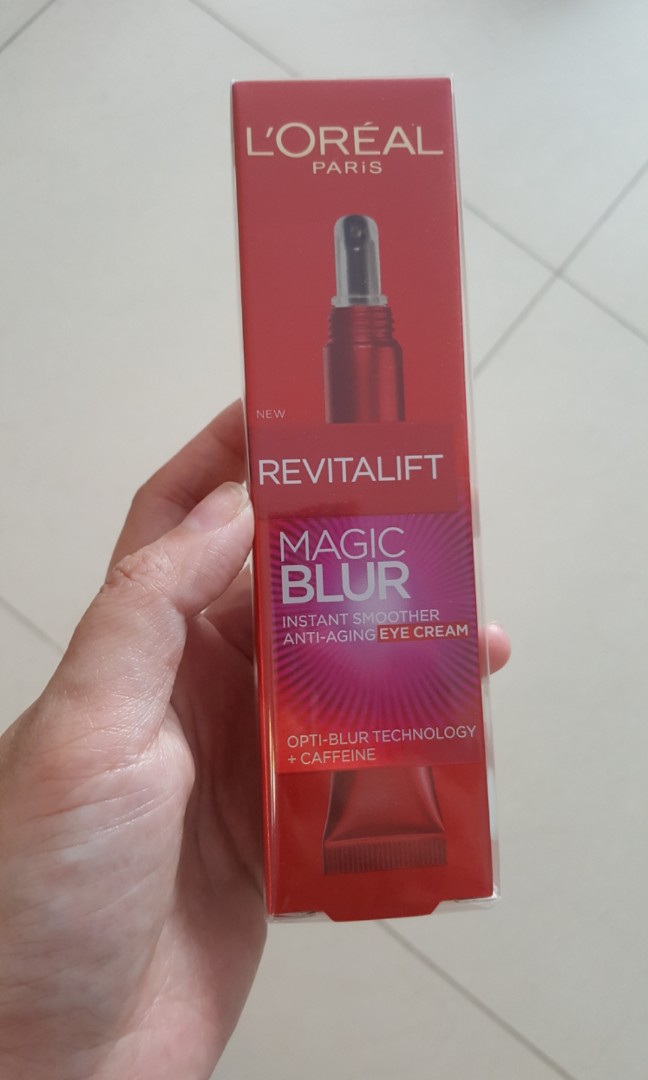 L'ORÉAL
PARiS
NEW
REVITALIFT
MAGIC
BLUR
INSTANT SMOOTHER
ANTI-AGING EYE CREAM
OPTI-BLUR TECHNOLOGY
+ CAFFEINE